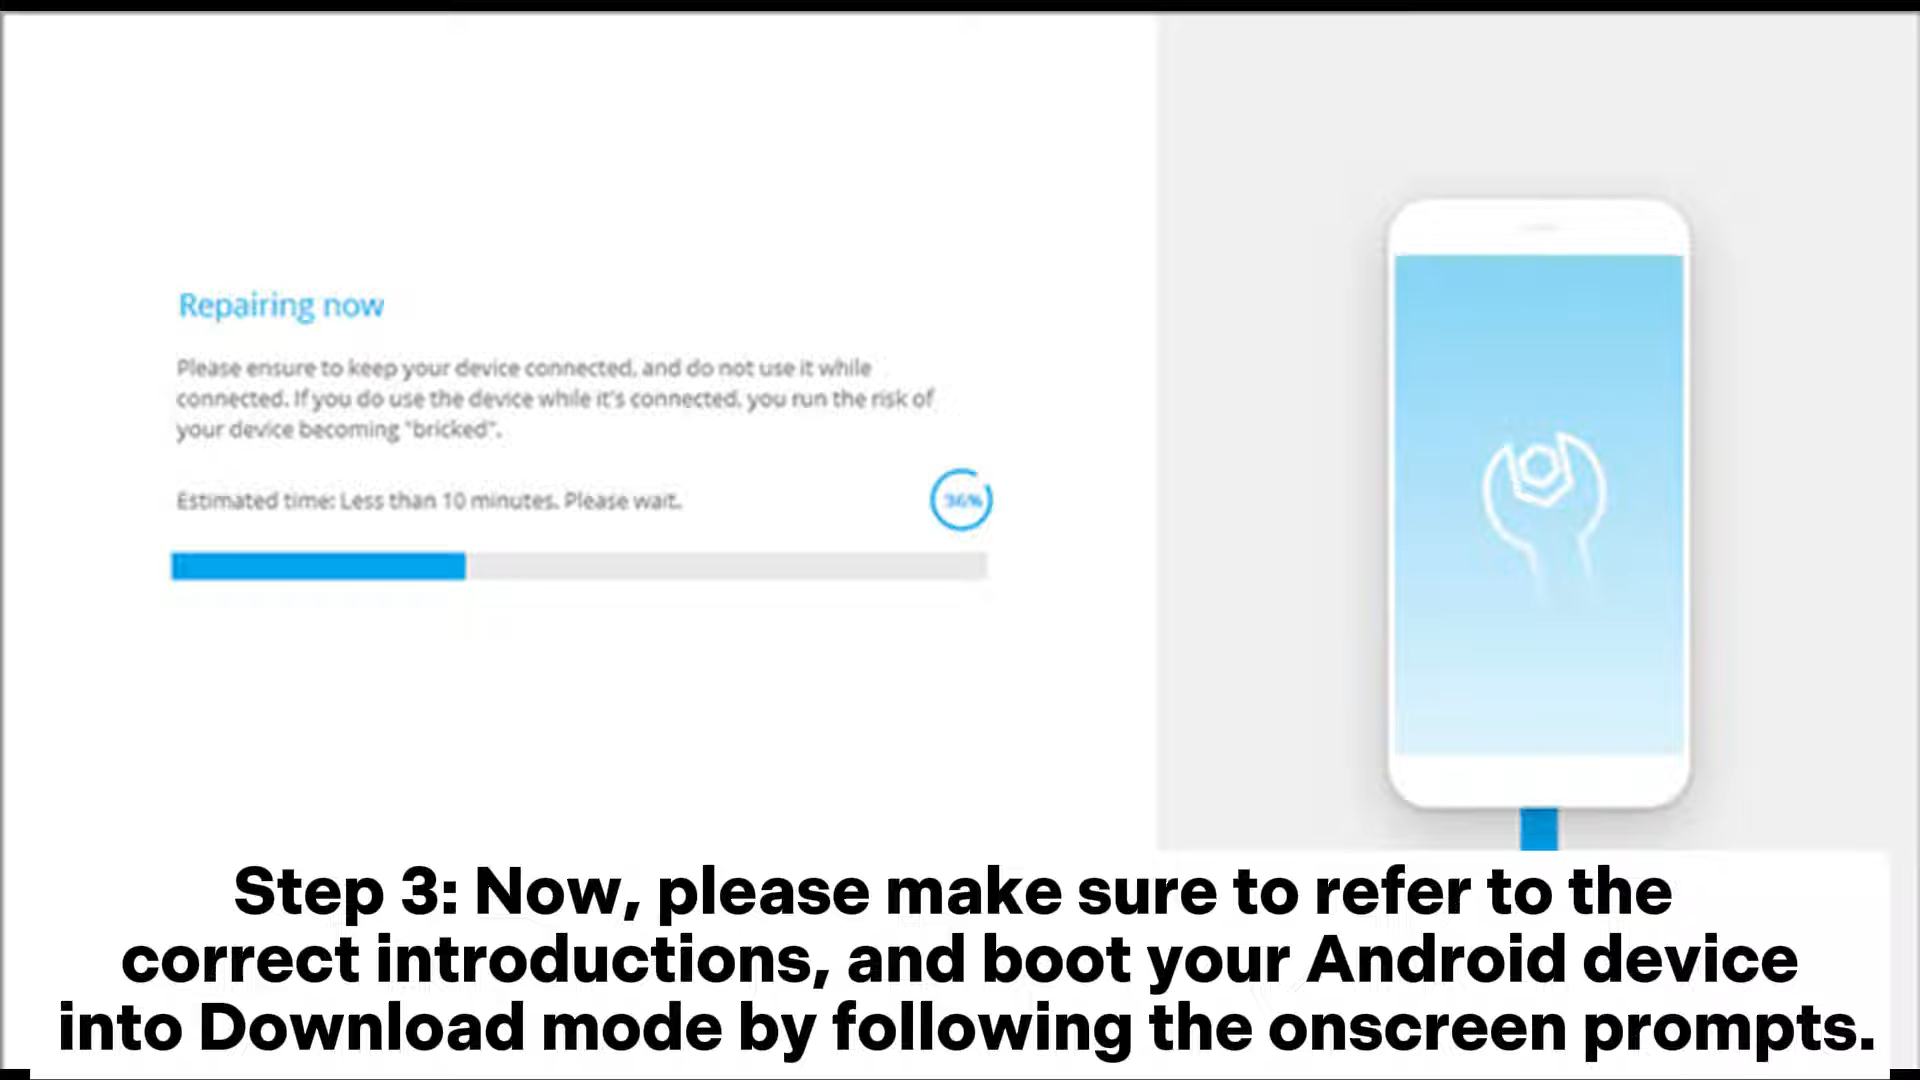 Repairing now
Please ensure to keep your device connected, and do not use it while
connected. If you do use the device while it's connected, you run the risk of
your device becoming "bricked".
Estimated time: Less than 10 minutes. Please wait.
36%
Step 3: Now, please make sure to refer to the
correct introductions, and boot your Android device
into Download mode by following the onscreen prompts.